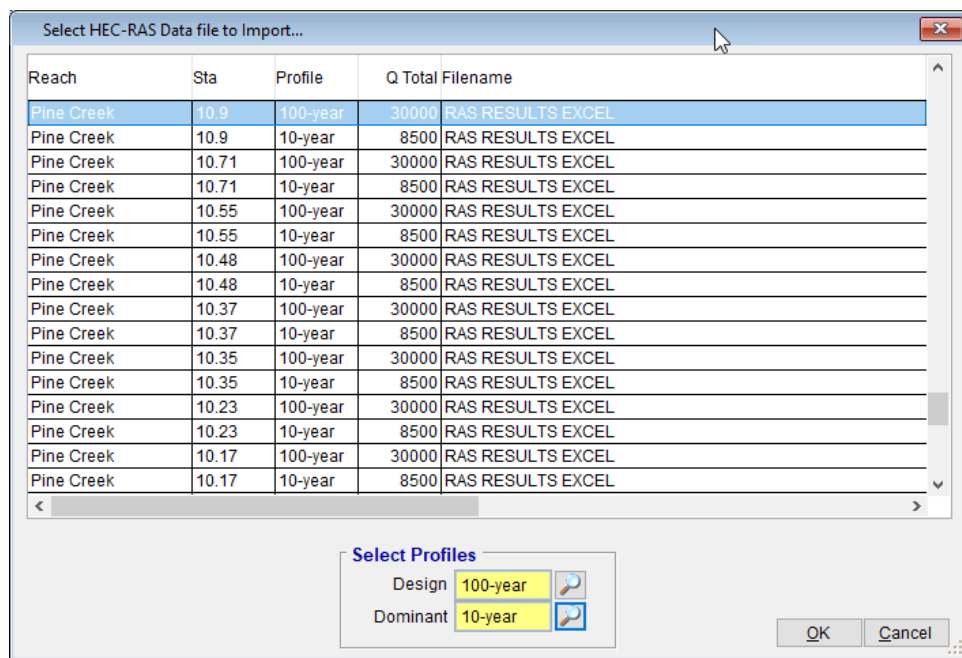 Select HEC-RAS Data file to Import...
Reach Sta Profile Q Total Filename
Pine Creek 10.9 100-year 30000 RAS RESULTS EXCEL
Pine Creek 10.9 10-year 8500 RAS RESULTS EXCEL
Pine Creek 10.71 100-year 30000 RAS RESULTS EXCEL
Pine Creek 10.71 10-year 8500 RAS RESULTS EXCEL
Pine Creek 10.55 100-year 30000 RAS RESULTS EXCEL
Pine Creek 10.55 10-year 8500 RAS RESULTS EXCEL
Pine Creek 10.48 100-year 30000 RAS RESULTS EXCEL
Pine Creek 10.48 10-year 8500 RAS RESULTS EXCEL
Pine Creek 10.37 100-year 30000 RAS RESULTS EXCEL
Pine Creek 10.37 10-year 8500 RAS RESULTS EXCEL
Pine Creek 10.35 100-year 30000 RAS RESULTS EXCEL
Pine Creek 10.35 10-year 8500 RAS RESULTS EXCEL
Pine Creek 10.23 100-year 30000 RAS RESULTS EXCEL
Pine Creek 10.23 10-year 8500 RAS RESULTS EXCEL
Pine Creek 10.17 100-year 30000 RAS RESULTS EXCEL
Pine Creek 10.17 10-year 8500 RAS RESULTS EXCEL
Select Profiles
Design 100-year
Dominant 10-year
OK Cancel